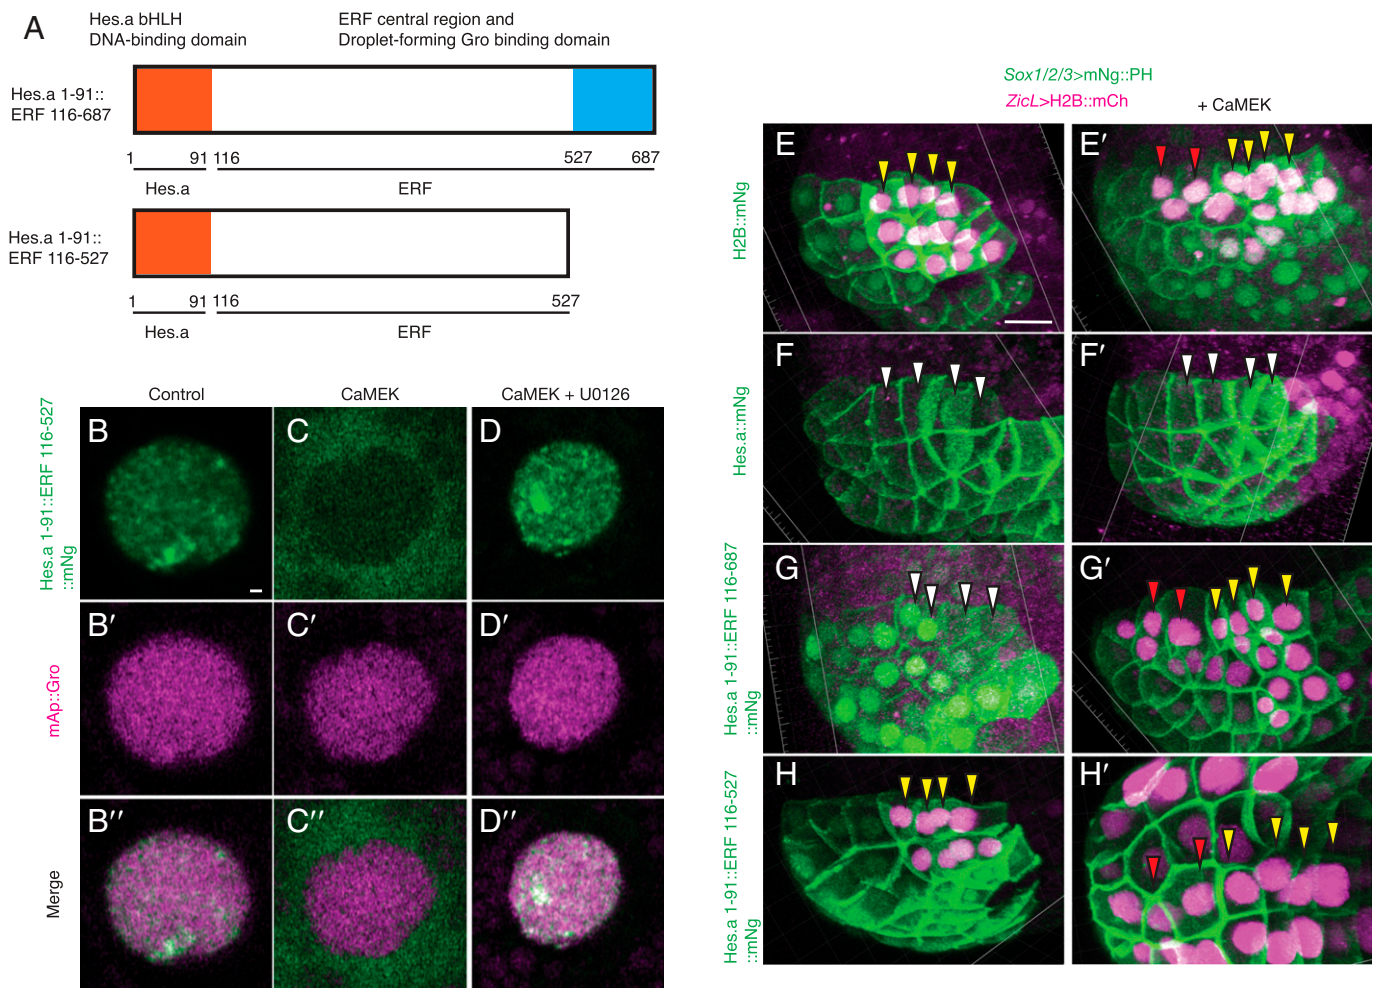 A
Hes.a bHLH
DNA-binding domain
ERF central region and
Droplet-forming Gro binding domain
Hes.a 1-91::
ERF 116-687
1 91 116 527 687
Hes.a ERF
Hes.a 1-91::
ERF 116-527
1 91 116 527
Hes.a ERF
Control CaMEK CaMEK + U0126
Hes.a 1-91::ERF 116-527
::mNg
B C D
mAp::Gro
B′ C′ D′
Merge
B″ C″ D″
Sox1/2/3>mNg::PH
ZicL>H2B::mCh
+ CaMEK
H2B::mNg
E E′
Hes.a::mNg
F F′
Hes.a 1-91::ERF 116-687
::mNg
G G′
Hes.a 1-91::ERF 116-527
::mNg
H H′